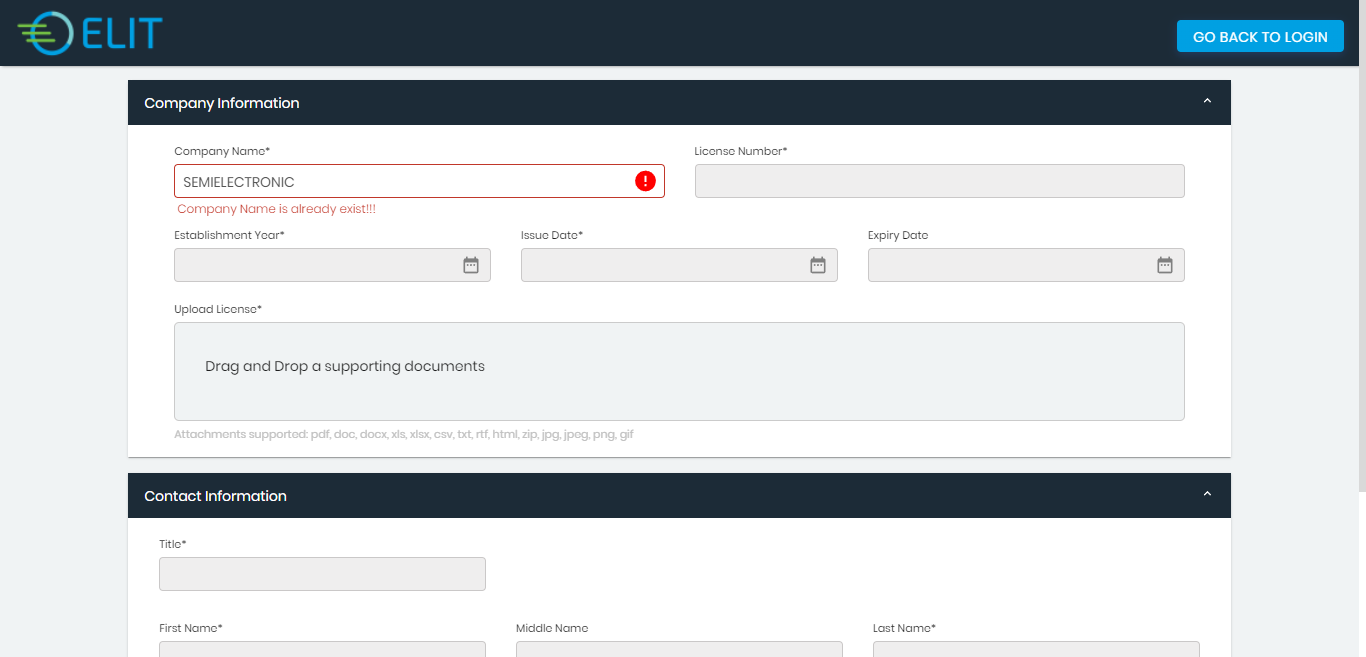 ELIT
GO BACK TO LOGIN
Company Information
Company Name* License Number*
SEMIELECTRONIC
Company Name is already exist!!!
Establishment Year* Issue Date* Expiry Date
Upload License*
Drag and Drop a supporting documents
Attachments supported: pdf, doc, docx, xls, xlsx, csv, txt, rtf, html, zip, jpg, jpeg, png, gif
Contact Information
Title*
First Name* Middle Name Last Name*